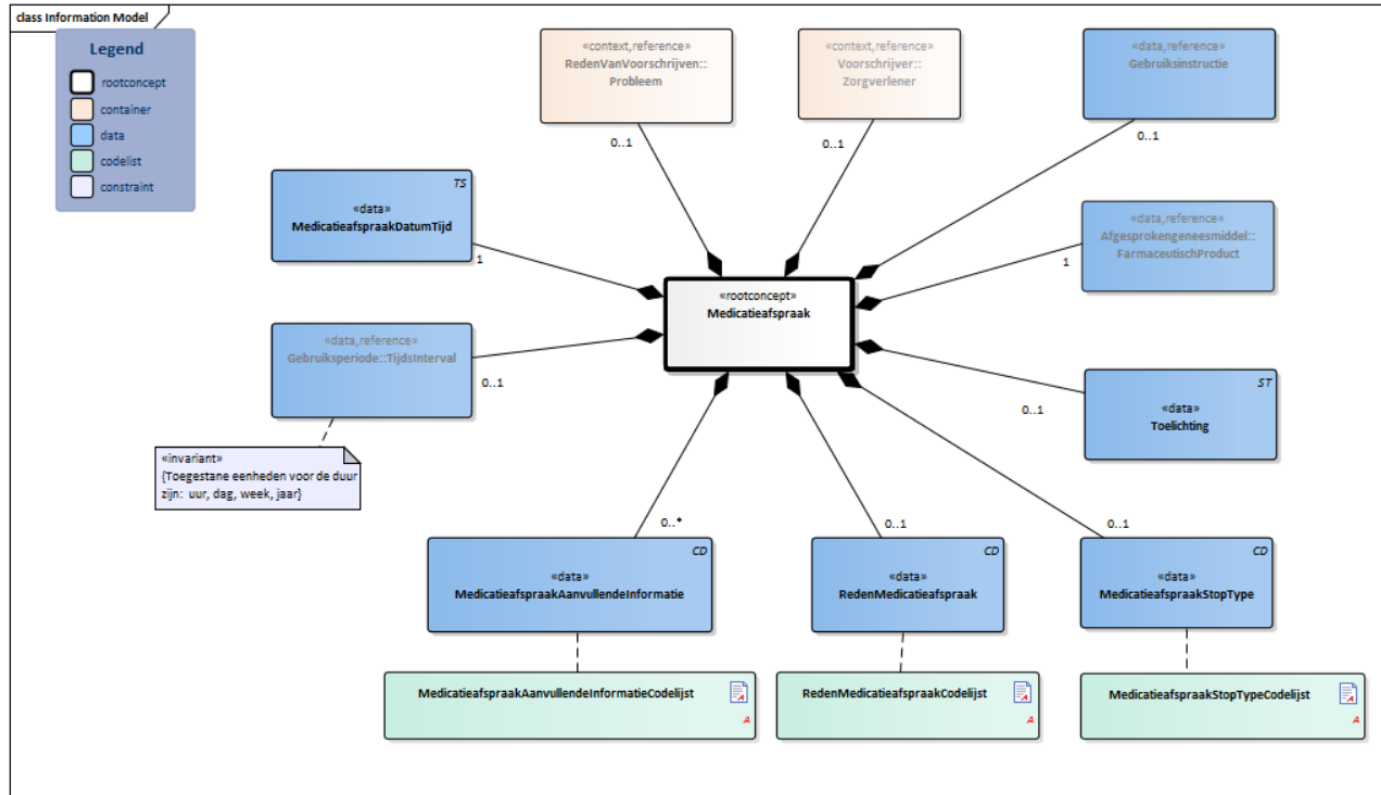 class Information Model
Legend
rootconcept
container
data
codelist
constraint
«context,reference»
RedenVanVoorschrijven::
Probleem
0..1
«context,reference»
Voorschrijver::
Zorgverlener
0..1
«data,reference»
Gebruiksinstructie
0..1
TS
«data»
MedicatieafspraakDatumTijd
1
«data,reference»
Afgesprokengeneesmiddel::
FarmaceutischProduct
1
«rootconcept»
Medicatieafspraak
«data,reference»
Gebruiksperiode::TijdsInterval
0..1
ST
«data»
Toelichting
0..1
«invariant»
{Toegestane eenheden voor de duur
zijn: uur, dag, week, jaar}
0..*
CD
«data»
MedicatieafspraakAanvullendeInformatie
0..1
CD
«data»
RedenMedicatieafspraak
0..1
CD
«data»
MedicatieafspraakStopType
MedicatieafspraakAanvullendeInformatieCodelijst
A
RedenMedicatieafspraakCodelijst
A
MedicatieafspraakStopTypeCodelijst
A